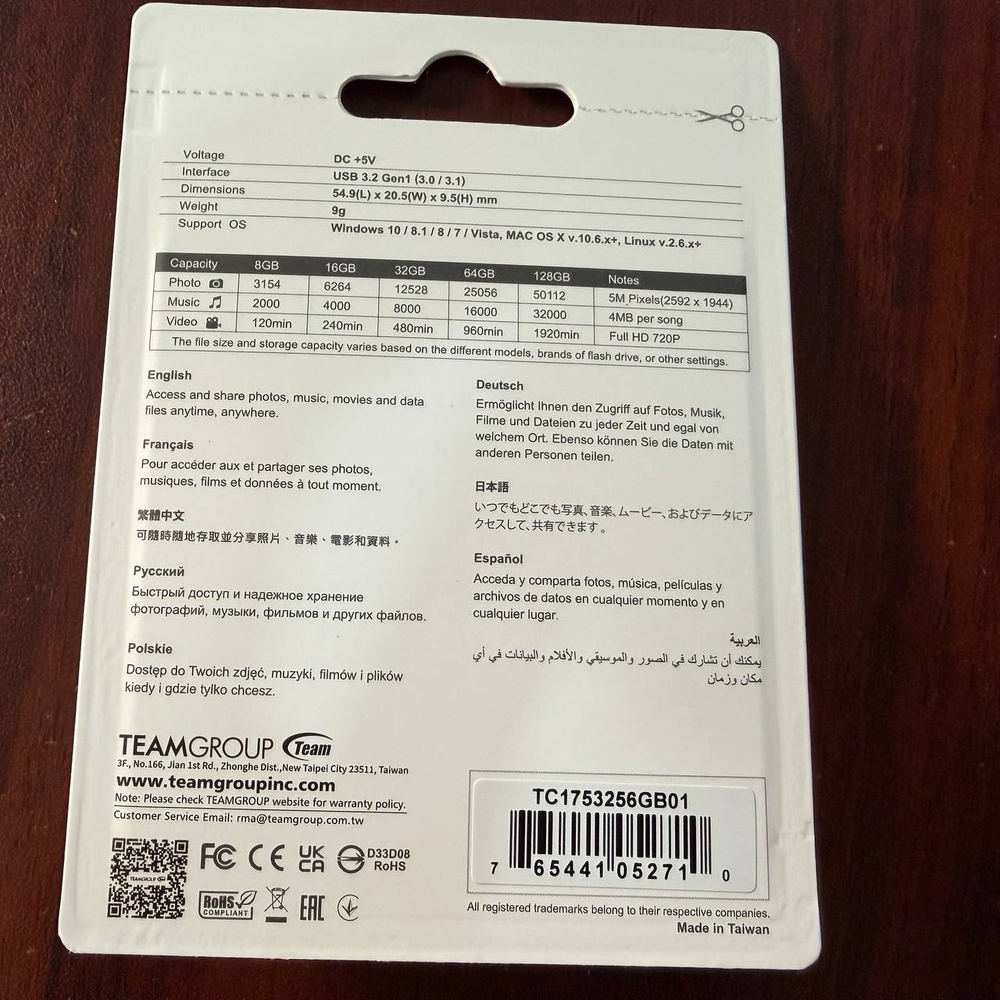 Voltage DC +5V
Interface USB 3.2 Gen1 (3.0 / 3.1)
Dimensions 54.9(L) x 20.5(W) x 9.5(H) mm
Weight 9g
Support OS Windows 10 / 8.1 / 8 / 7 / Vista, MAC OS X v.10.6.x+, Linux v.2.6.x+
Capacity 8GB 16GB 32GB 64GB 128GB Notes
Photo 3154 6264 12528 25056 50112 5M Pixels(2592 x 1944)
Music 2000 4000 8000 16000 32000 4MB per song
Video 120min 240min 480min 960min 1920min Full HD 720P
The file size and storage capacity varies based on the different models, brands of flash drive, or other settings.
English
Access and share photos, music, movies and data
files anytime, anywhere.
Français
Pour accéder aux et partager ses photos,
musiques, films et données à tout moment.
繁體中文
可隨時隨地存取並分享照片、音樂、電影和資料。
Русский
Быстрый доступ и надежное хранение
фотографий, музыки, фильмов и других файлов.
Polskie
Dostęp do Twoich zdjęć, muzyki, filmów i plików
kiedy i gdzie tylko chcesz.
Deutsch
Ermöglicht Ihnen den Zugriff auf Fotos, Musik,
Filme und Dateien zu jeder Zeit und egal von
welchem Ort. Ebenso können Sie die Daten mit
anderen Personen teilen.
日本語
いつでもどこでも写真、音楽、ムービー、およびデータにア
クセスして、共有できます。
Español
Acceda y comparta fotos, música, películas y
archivos de datos en cualquier momento y en
cualquier lugar.
العربية
يمكنك أن تشارك في الصور والموسيقي والأفلام والبيانات في أي
مكان وزمان
TEAMGROUP Team
3F., No.166, Jian 1st Rd., Zhonghe Dist.,New Taipei City 23511, Taiwan
www.teamgroupinc.com
Note: Please check TEAMGROUP website for warranty policy.
Customer Service Email: rma@teamgroup.com.tw
TEAMGROUP
FC CE UK CA D33D08 RoHS
RoHS COMPLIANT EAC
TC1753256GB01
7 65441 05271 0
All registered trademarks belong to their respective companies.
Made in Taiwan